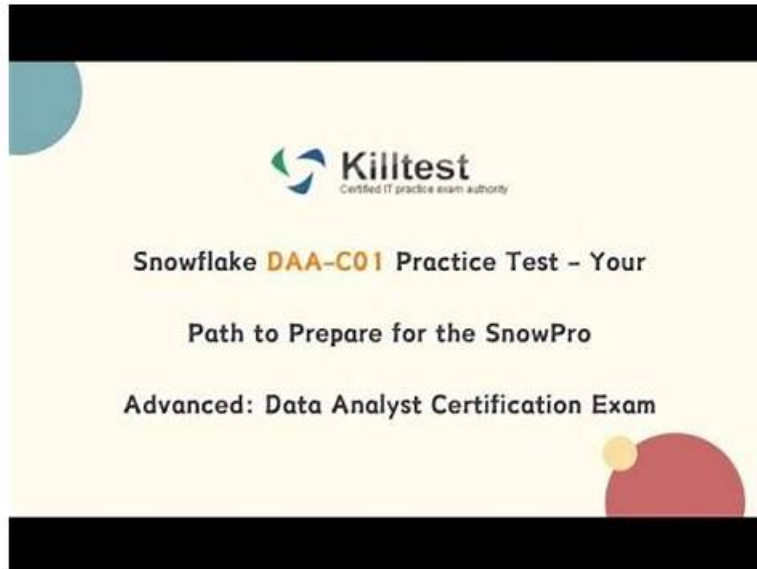 Killtest
Certified IT practice exam authority
Snowflake DAA-C01 Practice Test – Your
Path to Prepare for the SnowPro
Advanced: Data Analyst Certification Exam